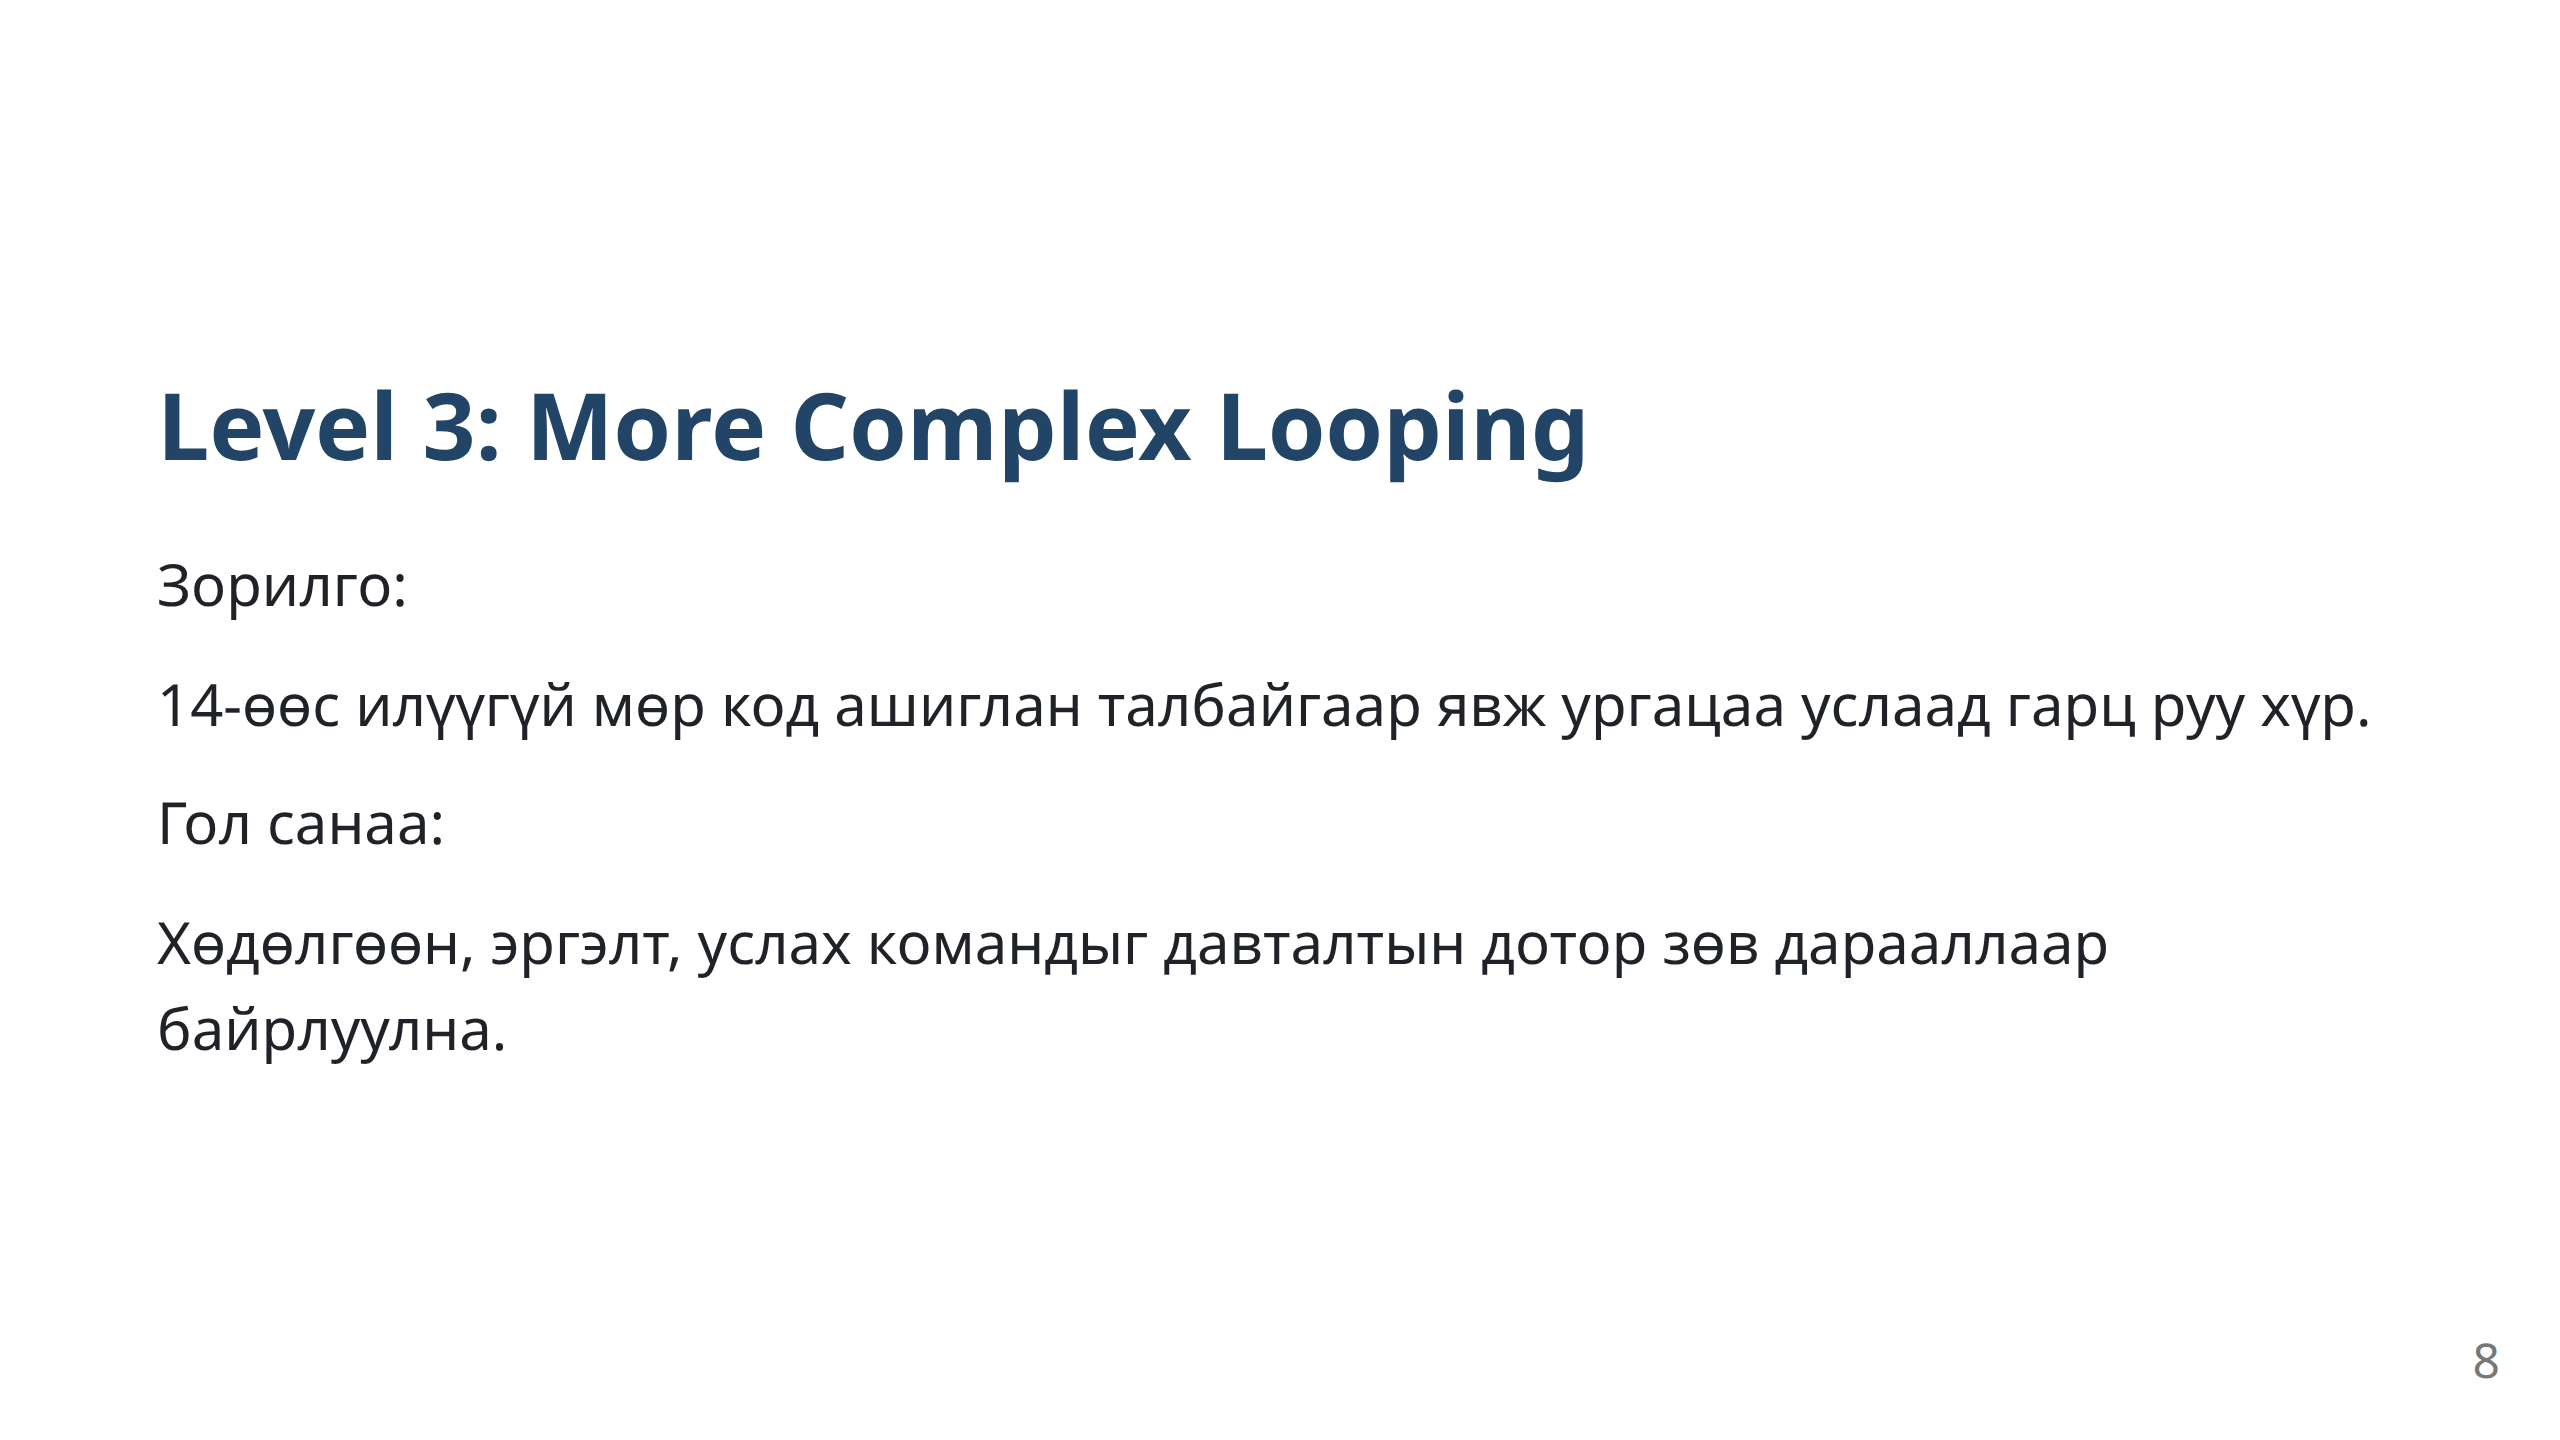 Level 3: More Complex Looping
Зорилго:
14-өөс илүүгүй мөр код ашиглан талбайгаар явж ургацаа услаад гарц руу хүр.
Гол санаа:
Хөдөлгөөн, эргэлт, услах командыг давталтын дотор зөв дарааллаар
байрлуулна.
8